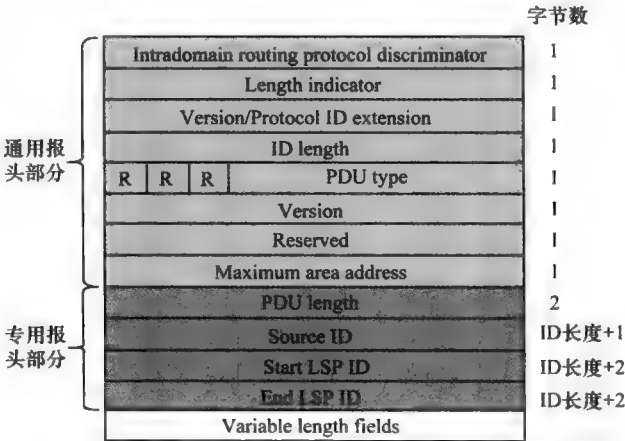 字节数
Intradomain routing protocol discriminator 1
Length indicator 1
Version/Protocol ID extension 1
ID length 1
R R R PDU type 1
Version 1
Reserved 1
Maximum area address 1
通用报
头部分
PDU length 2
Source ID ID长度+1
Start LSP ID ID长度+2
End LSP ID ID长度+2
专用报
头部分
Variable length fields